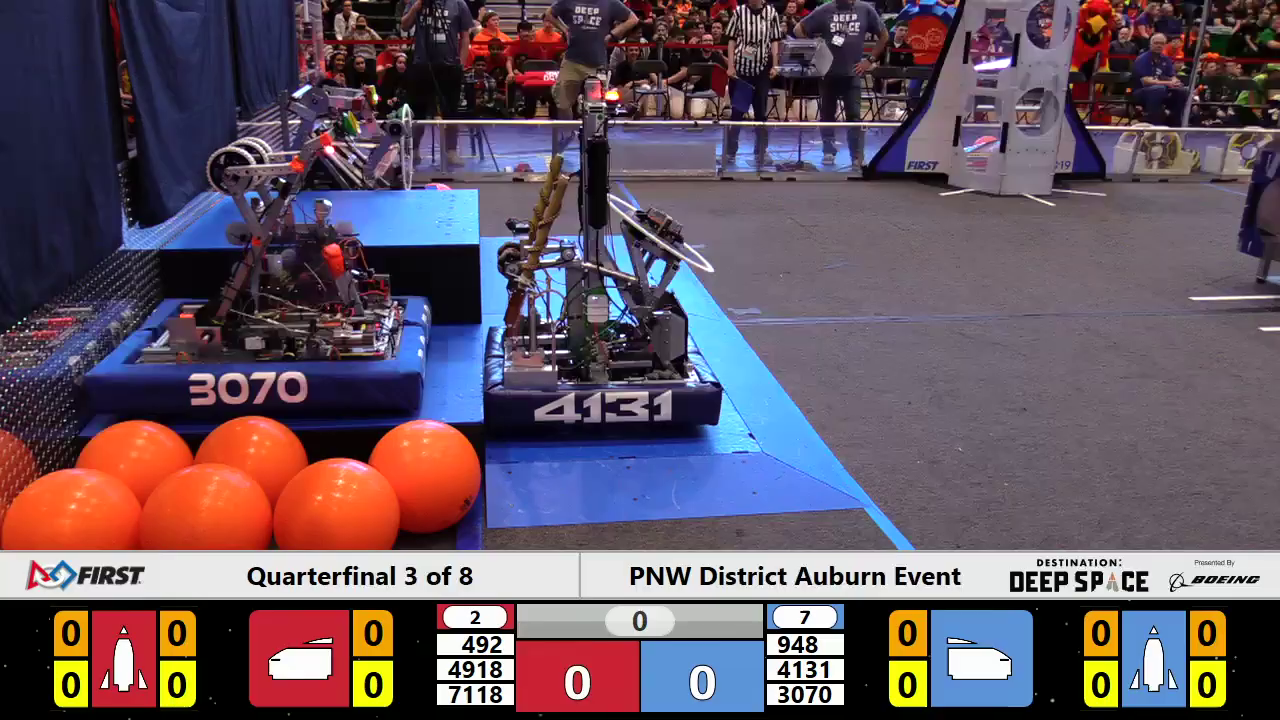 DEEP
SPACE
DEEP
SPACE
FIRST
19
3070
4131
FIRST
Quarterfinal 3 of 8
PNW District Auburn Event
DESTINATION:
DEEP SPACE
Presented By
BOEING
0 0
0 0
0
0
2
492
4918
7118
0
0 0
7
948
4131
3070
0
0
0 0
0 0